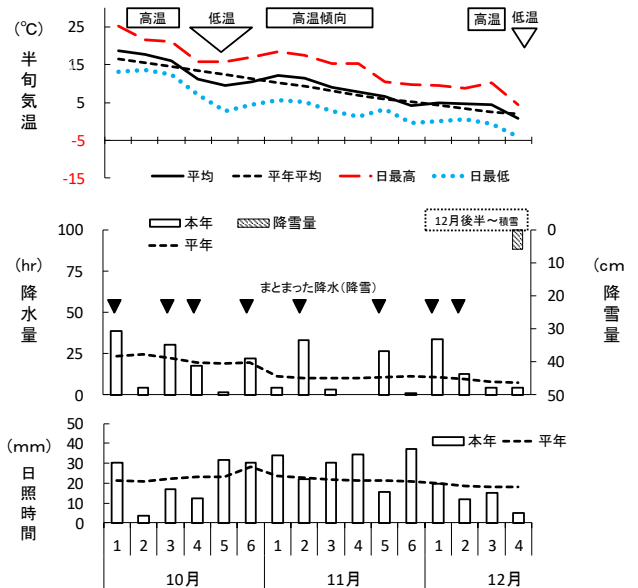 (℃)
半旬気温
高温
低温
高温傾向
高温
低温
25
15
5
-5
-15
平均
平年平均
日最高
日最低
(hr)
降水量
本年
降雪量
平年
12月後半～積雪
まとまった降水(降雪)
100
75
50
25
0
0
10
20
30
40
50
(cm)
降雪量
(mm)
日照時間
本年
平年
50
40
30
20
10
0
1 2 3 4 5 6 1 2 3 4 5 6 1 2 3 4
10月 11月 12月